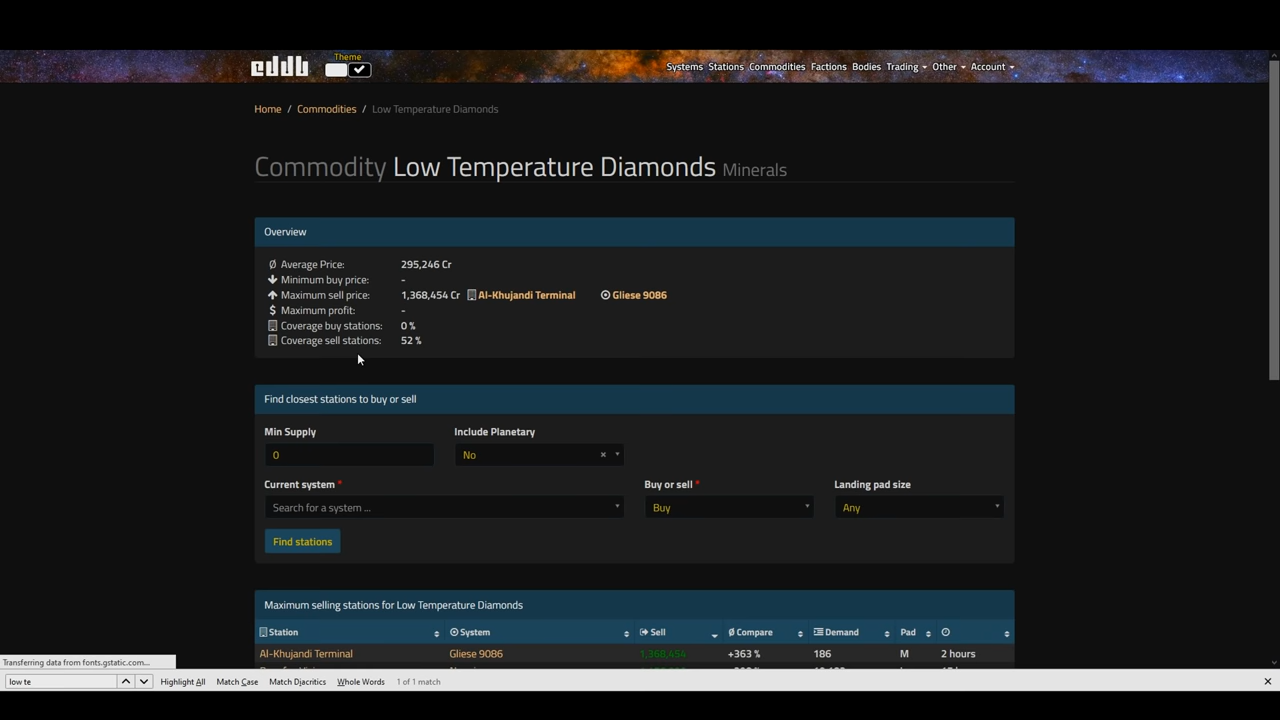 eddb
Theme
Systems Stations Commodities Factions Bodies Trading Other Account
Home / Commodities / Low Temperature Diamonds
Commodity Low Temperature Diamonds Minerals
Overview
Ø Average Price: 295,246 Cr
Minimum buy price: -
Maximum sell price: 1,368,454 Cr Al-Khujandi Terminal Gliese 9086
$ Maximum profit: -
Coverage buy stations: 0 %
Coverage sell stations: 52 %
Find closest stations to buy or sell
Min Supply Include Planetary
0 No ×
Current system * Buy or sell * Landing pad size
Search for a system ... Buy Any
Find stations
Maximum selling stations for Low Temperature Diamonds
Station System Sell Ø Compare Demand Pad
Al-Khujandi Terminal Gliese 9086 1,368,454 +363 % 186 M 2 hours
Transferring data from fonts.gstatic.com...
low te Highlight All Match Case Match Diacritics Whole Words 1 of 1 match